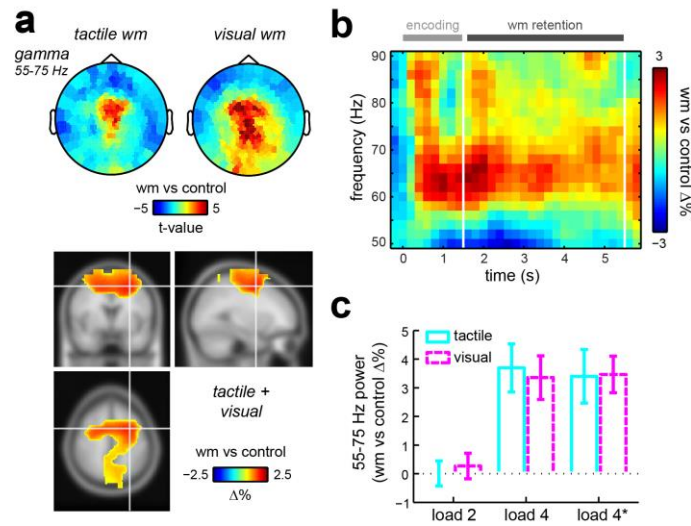 a
tactile wm
visual wm
gamma
55-75 Hz
wm vs control
−5
5
t-value
tactile +
visual
wm vs control
−2.5
2.5
Δ%
b
encoding
wm retention
frequency (Hz)
90
80
70
60
50
0
1
2
3
4
5
time (s)
3
−3
wm vs control Δ%
c
55-75 Hz power
(wm vs control Δ%)
5
4
3
2
1
0
−1
tactile
visual
load 2
load 4
load 4*